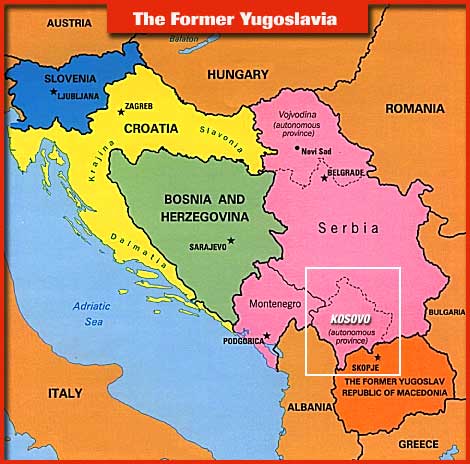 The Former Yugoslavia
AUSTRIA
Balaton
HUNGARY
SLOVENIA
LJUBLJANA
ZAGREB
CROATIA
Slavonia
Krajina
Dalmatia
Vojvodina
(autonomous
province)
Novi Sad
BELGRADE
ROMANIA
BOSNIA AND
HERZEGOVINA
SARAJEVO
Serbia
Adriatic
Sea
Montenegro
PODGORICA
KOSOVO
(autonomous
province)
BULGARIA
SKOPJE
THE FORMER YUGOSLAV
REPUBLIC OF MACEDONIA
ITALY
ALBANIA
GREECE